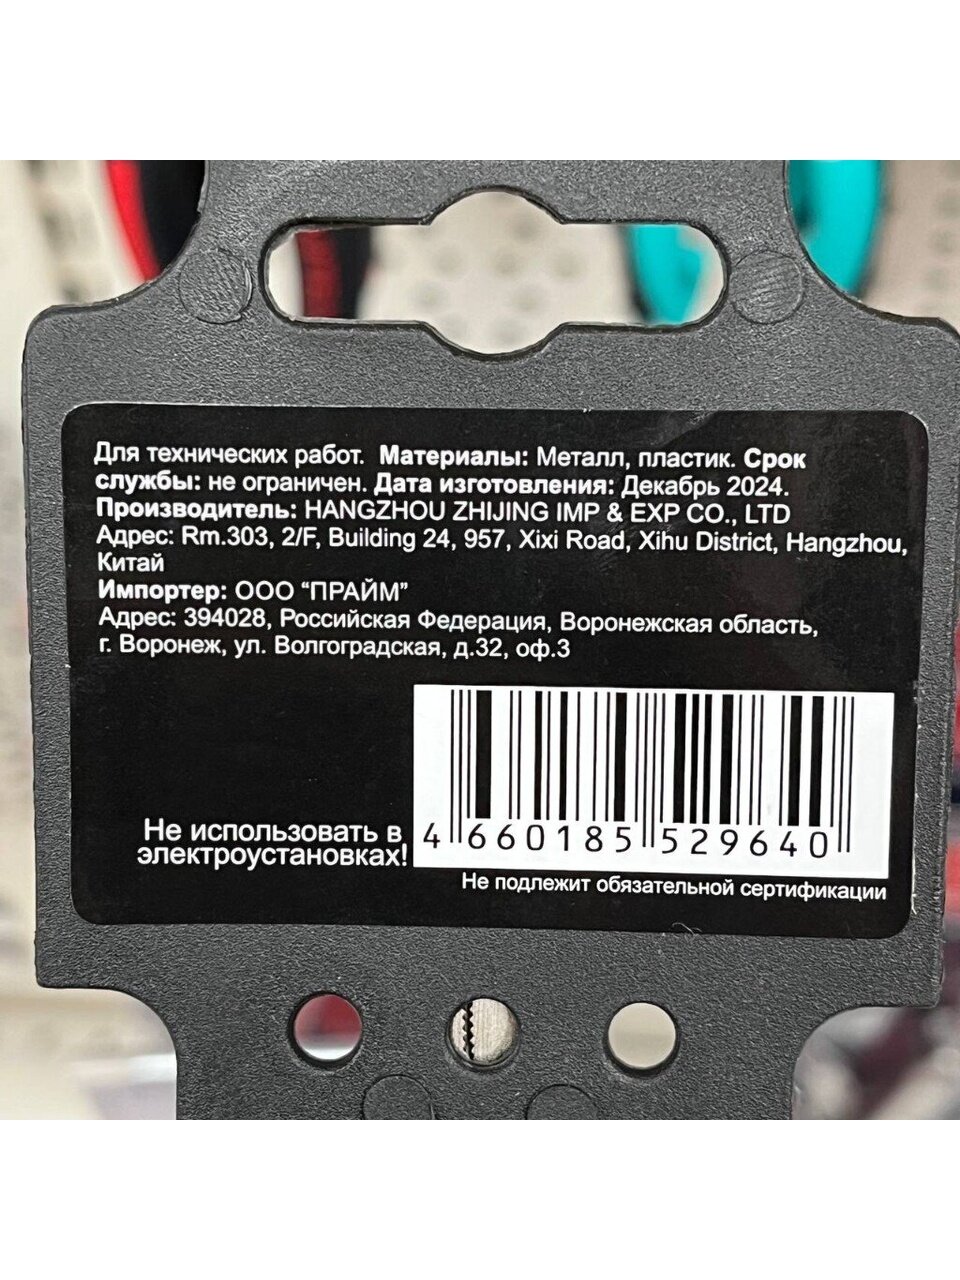 Для технических работ. Материалы: Металл, пластик. Срок
службы: не ограничен. Дата изготовления: Декабрь 2024.
Производитель: HANGZHOU ZHIJING IMP & EXP CO., LTD
Адрес: Rm.303, 2/F, Building 24, 957, Xixi Road, Xihu District, Hangzhou,
Китай
Импортер: ООО “ПРАЙМ”
Адрес: 394028, Российская Федерация, Воронежская область,
г. Воронеж, ул. Волгоградская, д.32, оф.3
Не использовать в
электроустановках!
4 660185 529640
Не подлежит обязательной сертификации